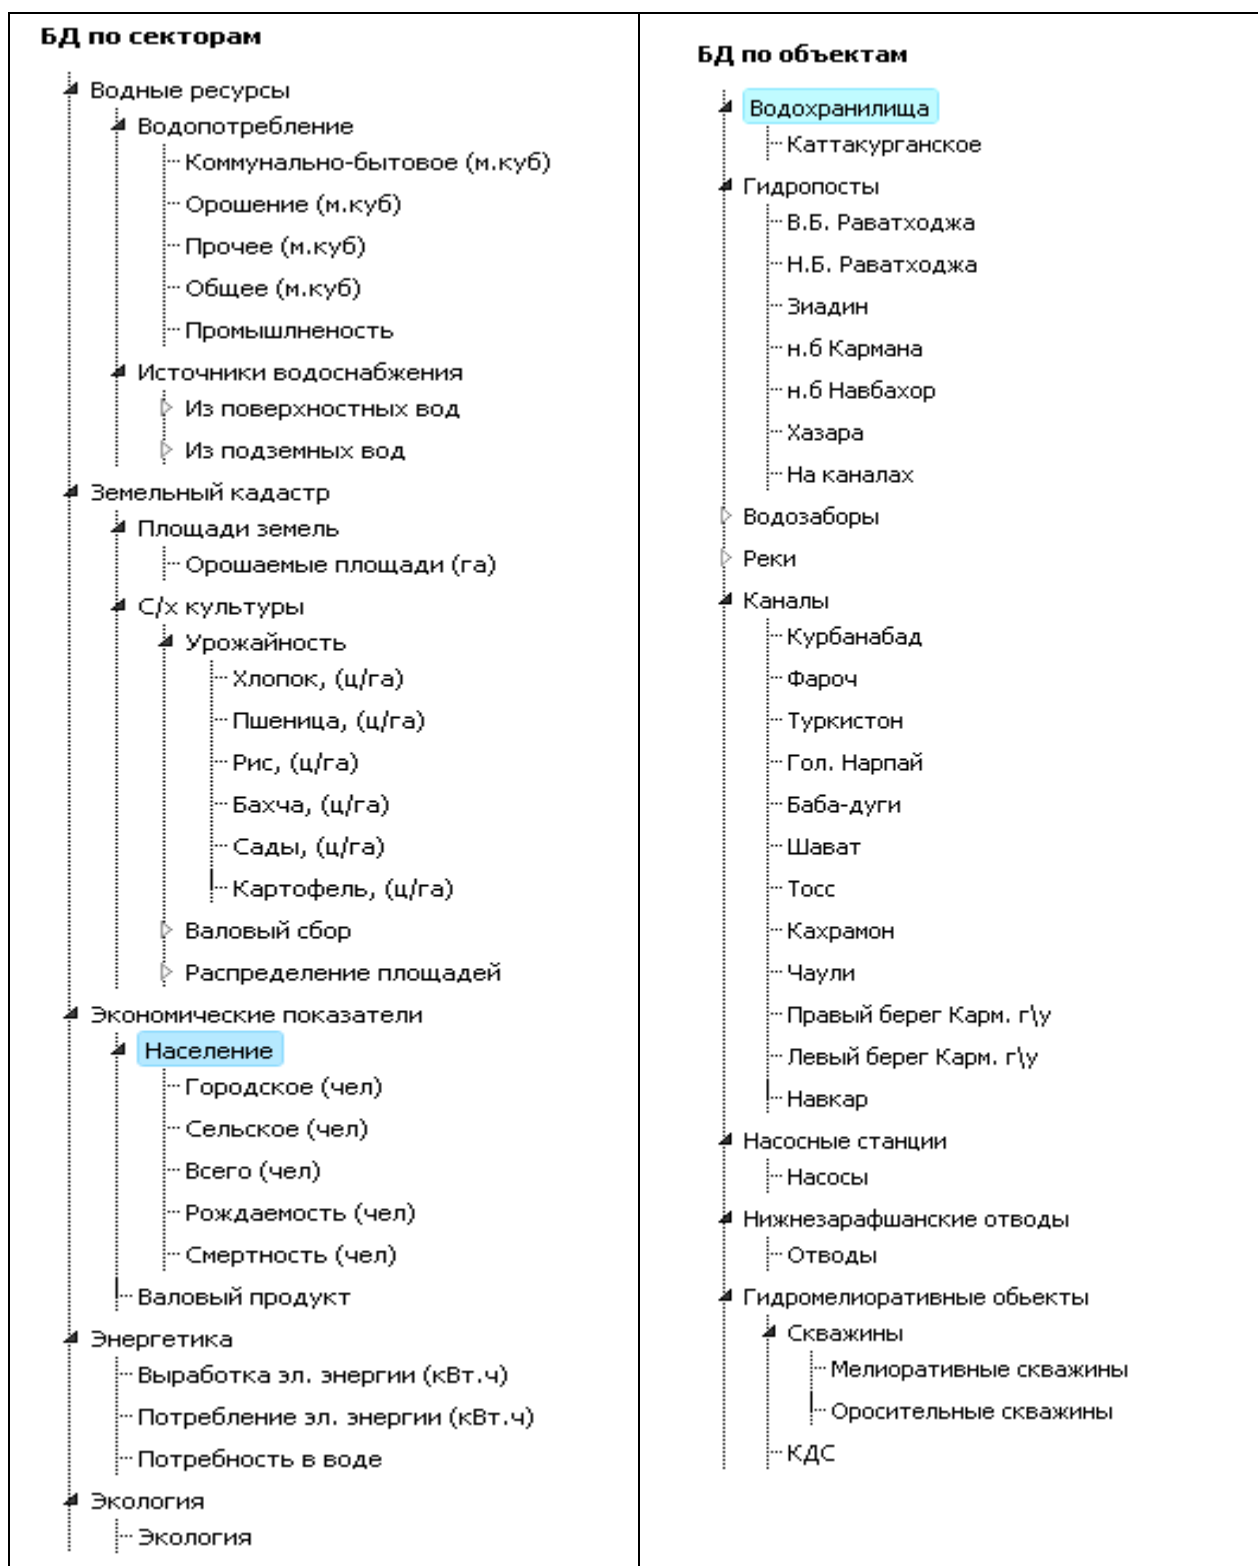 БД по секторам
Водные ресурсы
Водопотребление
Коммунально-бытовое (м.куб)
Орошение (м.куб)
Прочее (м.куб)
Общее (м.куб)
Промышлненость
Источники водоснабжения
Из поверхностных вод
Из подземных вод
Земельный кадастр
Площади земель
Орошаемые площади (га)
С/х культуры
Урожайность
Хлопок, (ц/га)
Пшеница, (ц/га)
Рис, (ц/га)
Бахча, (ц/га)
Сады, (ц/га)
Картофель, (ц/га)
Валовый сбор
Распределение площадей
Экономические показатели
Население
Городское (чел)
Сельское (чел)
Всего (чел)
Рождаемость (чел)
Смертность (чел)
Валовый продукт
Энергетика
Выработка эл. энергии (кВт.ч)
Потребление эл. энергии (кВт.ч)
Потребность в воде
Экология
Экология
БД по объектам
Водохранилища
Каттакурганское
Гидропосты
В.Б. Раватходжа
Н.Б. Раватходжа
Зиадин
н.б Кармана
н.б Навбахор
Хазара
На каналах
Водозаборы
Реки
Каналы
Курбанабад
Фароч
Туркистон
Гол. Нарпай
Баба-дуги
Шават
Тосс
Кахрамон
Чаули
Правый берег Карм. г\у
Левый берег Карм. г\у
Навкар
Насосные станции
Насосы
Нижнезарафшанские отводы
Отводы
Гидромелиоративные обьекты
Скважины
Мелиоративные скважины
Оросительные скважины
КДС